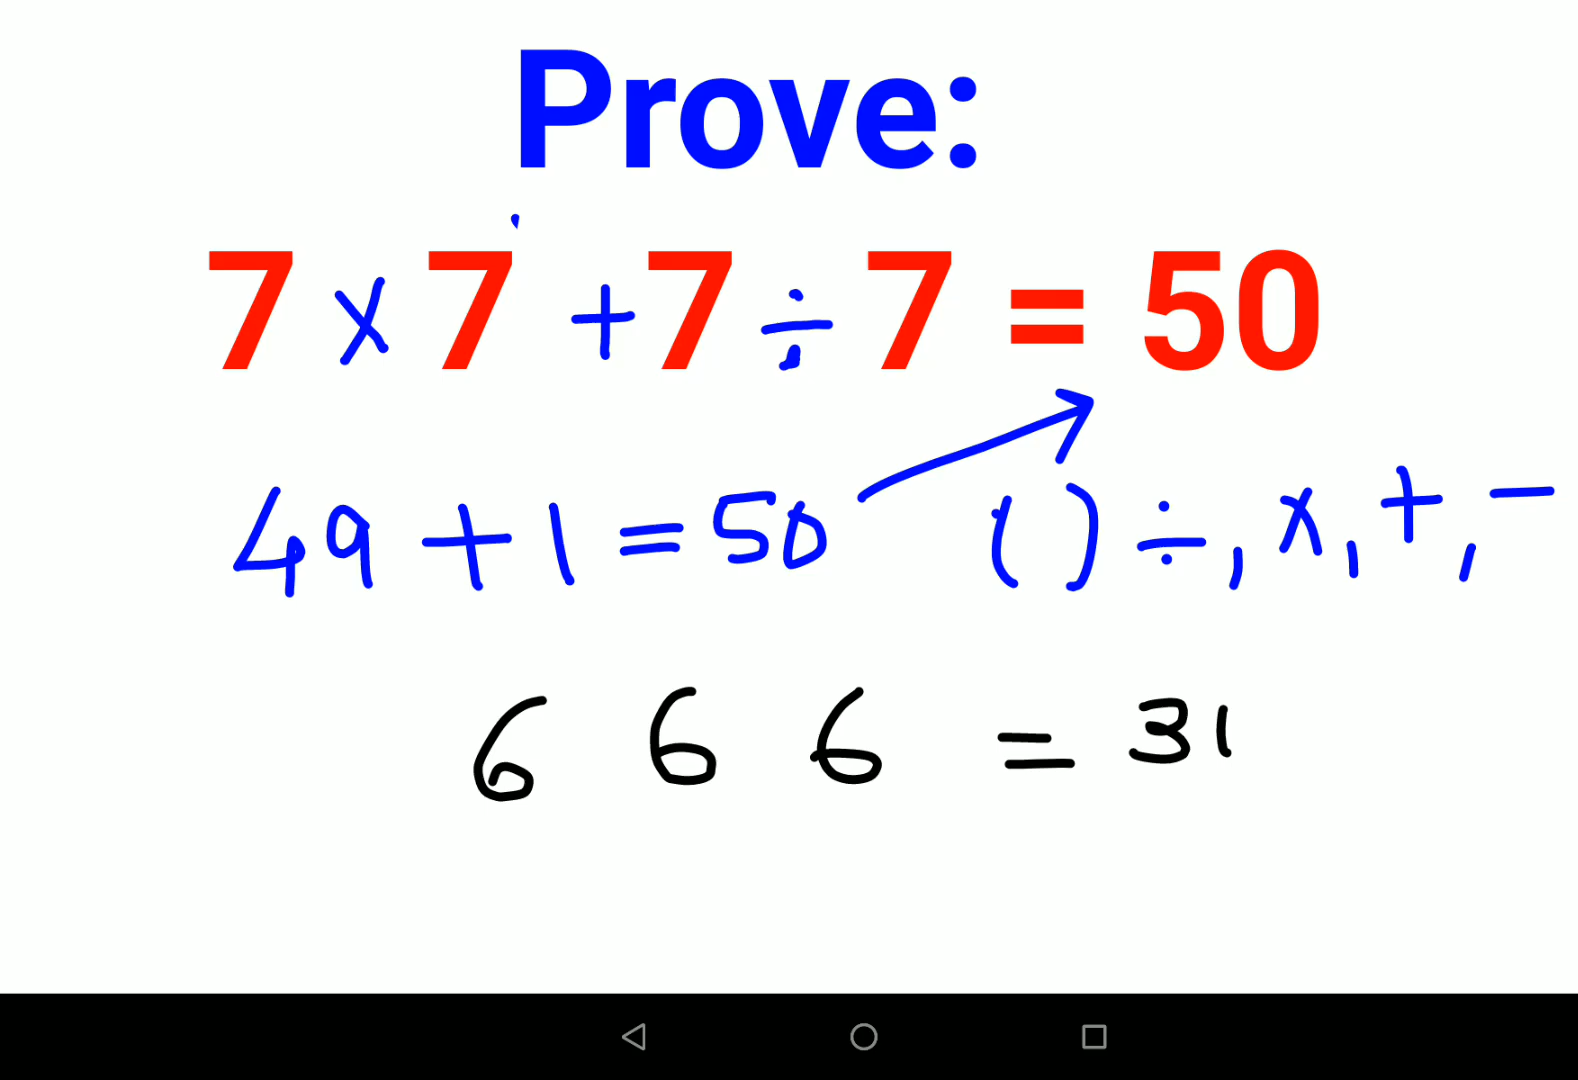 Prove:
7 x 7 + 7 ÷ 7 = 50
49 + 1 = 50 ( ) ÷, x, +, -
6 6 6 = 31